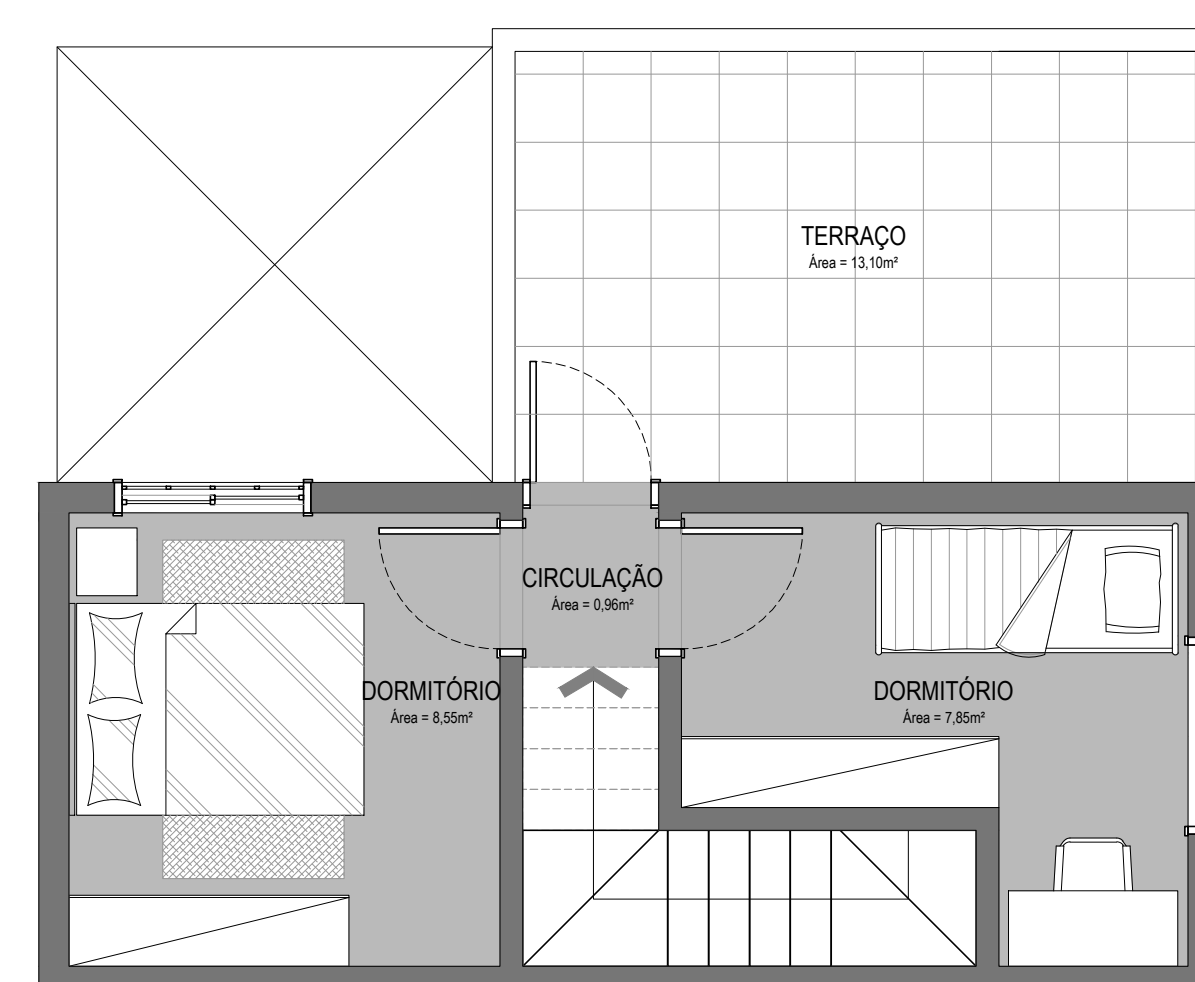 TERRAÇO
Área = 13,10m²
CIRCULAÇÃO
Área = 0,96m²
DORMITÓRIO
Área = 8,55m²
DORMITÓRIO
Área = 7,85m²